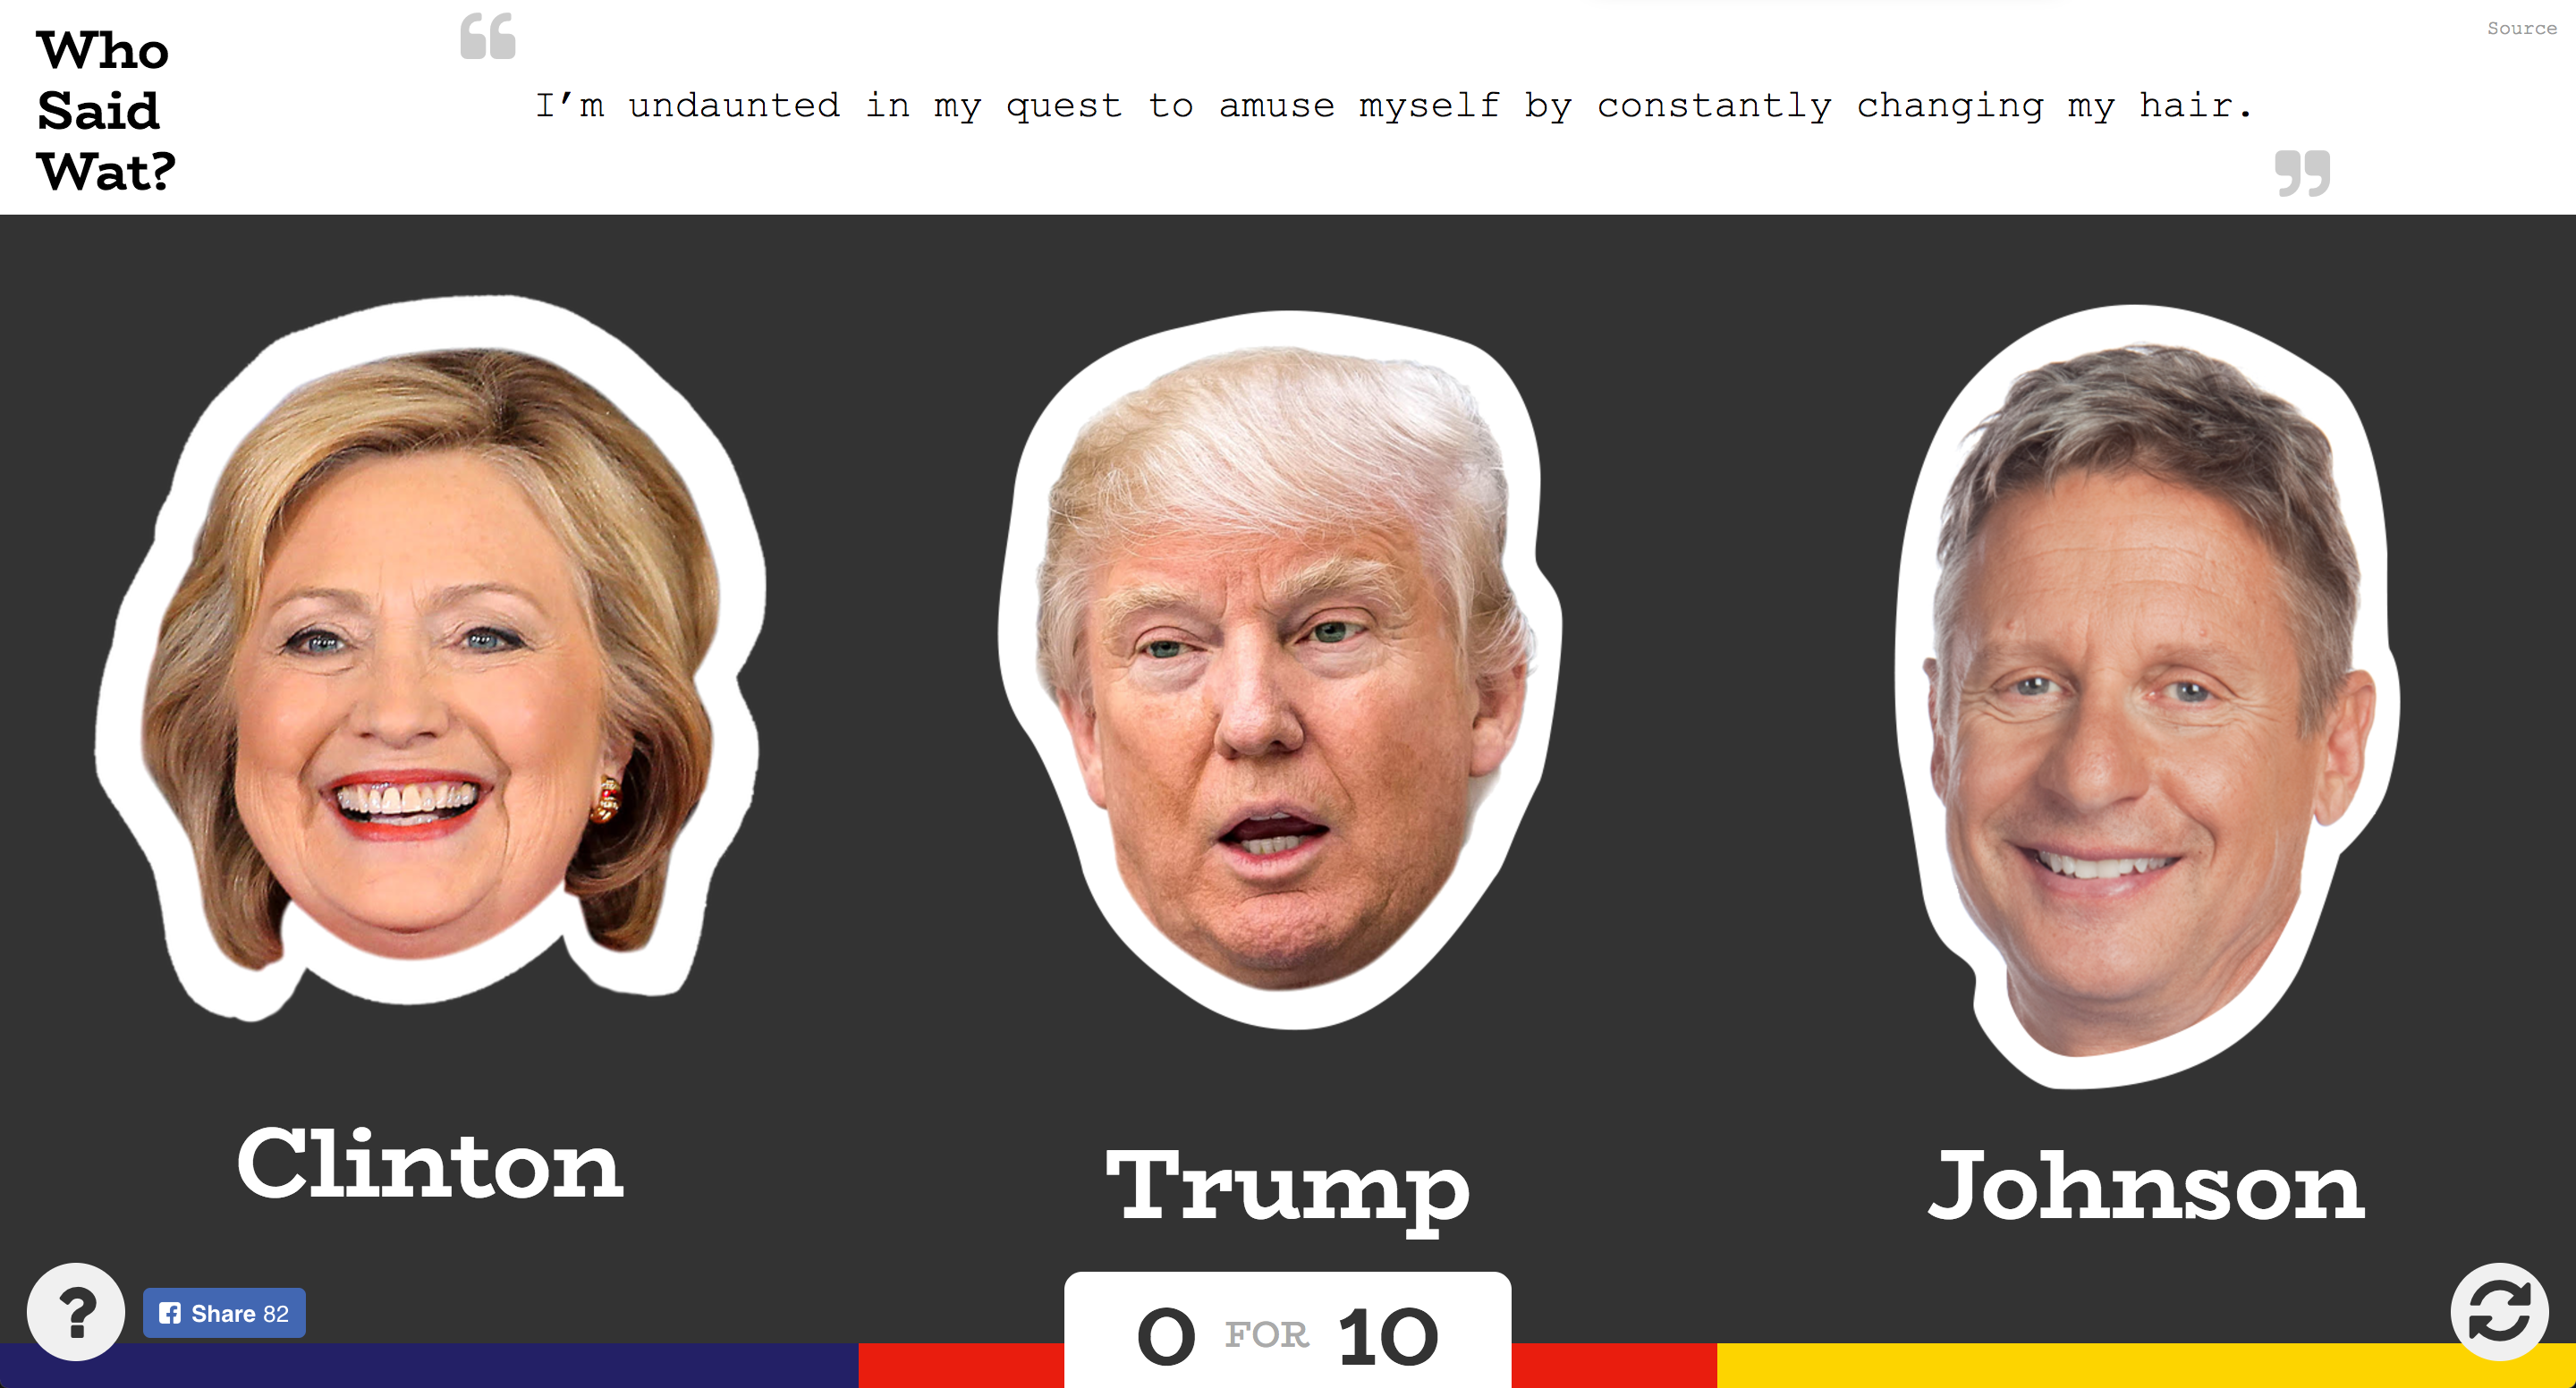 Who
Said
Wat?
“
I’m undaunted in my quest to amuse myself by constantly changing my hair.
”
Source
Clinton
Trump
Johnson
?
Share 82
0 FOR 10